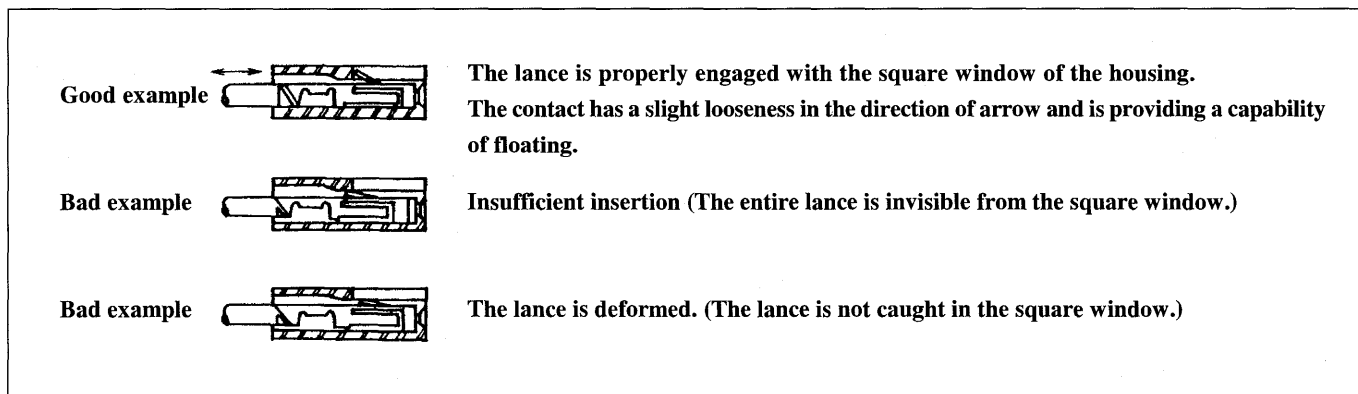 Good example
The lance is properly engaged with the square window of the housing.
The contact has a slight looseness in the direction of arrow and is providing a capability
of floating.
Bad example
Insufficient insertion (The entire lance is invisible from the square window.)
Bad example
The lance is deformed. (The lance is not caught in the square window.)